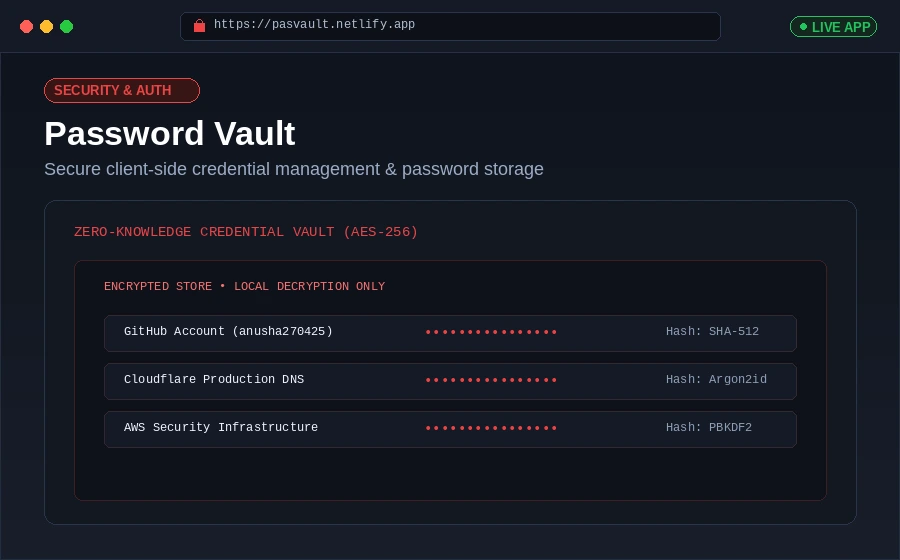 https://pasvault.netlify.app
LIVE APP
SECURITY & AUTH
Password Vault
Secure client-side credential management & password storage
ZERO-KNOWLEDGE CREDENTIAL VAULT (AES-256)
ENCRYPTED STORE • LOCAL DECRYPTION ONLY
GitHub Account (anusha270425) •••••••••••••••• Hash: SHA-512
Cloudflare Production DNS •••••••••••••••• Hash: Argon2id
AWS Security Infrastructure •••••••••••••••• Hash: PBKDF2